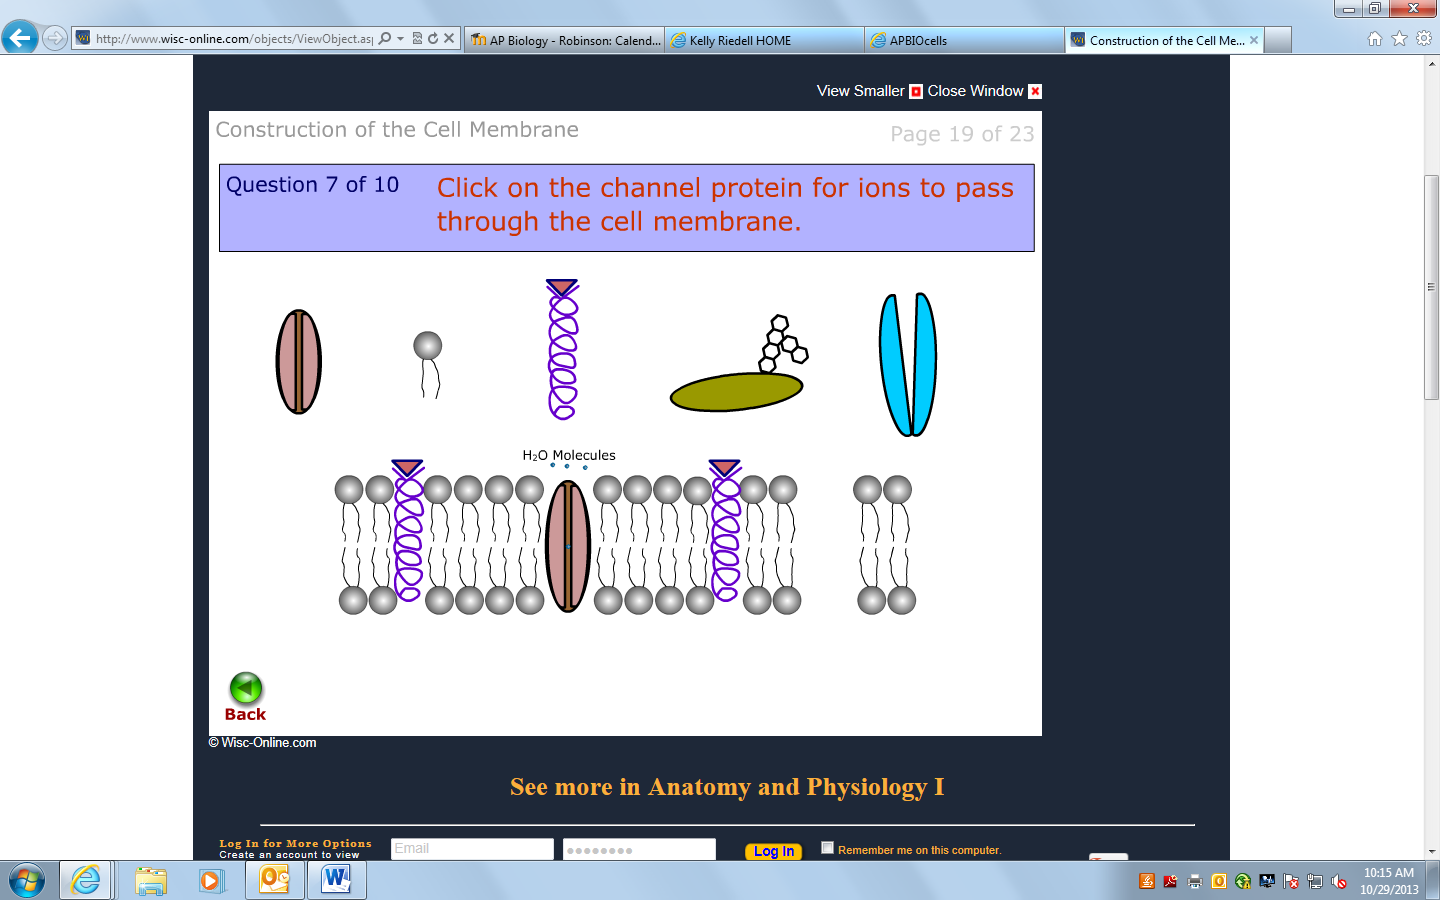 http://www.wisc-online.com/objects/ViewObject.asp
AP Biology - Robinson: Calend...
Kelly Riedell HOME
APBIOcells
Construction of the Cell Me...
View Smaller Close Window
Construction of the Cell Membrane
Page 19 of 23
Question 7 of 10
Click on the channel protein for ions to pass
through the cell membrane.
H₂O Molecules
Back
© Wisc-Online.com
See more in Anatomy and Physiology I
Log In for More Options
Create an account to view
Email
Log In
Remember me on this computer.
10:15 AM
10/29/2013